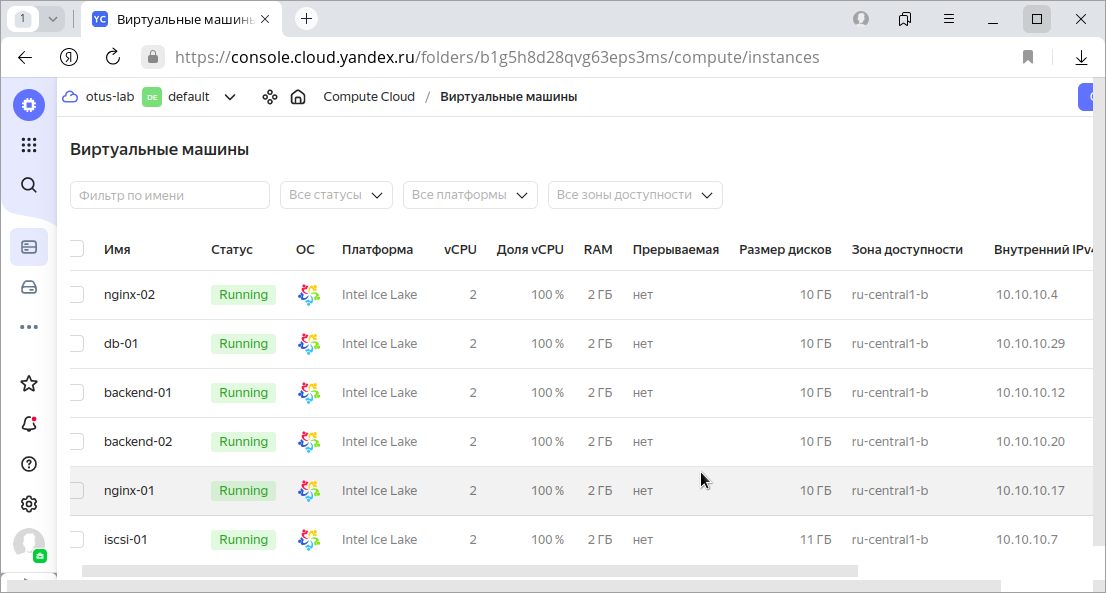 1
YC Виртуальные машинь
Я https://console.cloud.yandex.ru/folders/b1g5h8d28qvg63eps3ms/compute/instances
otus-lab DE default Compute Cloud / Виртуальные машины
Виртуальные машины
Фильтр по имени Все статусы Все платформы Все зоны доступности
Имя Статус ОС Платформа vCPU Доля vCPU RAM Прерываемая Размер дисков Зона доступности Внутренний IPv4
nginx-02 Running Intel Ice Lake 2 100 % 2 ГБ нет 10 ГБ ru-central1-b 10.10.10.4
db-01 Running Intel Ice Lake 2 100 % 2 ГБ нет 10 ГБ ru-central1-b 10.10.10.29
backend-01 Running Intel Ice Lake 2 100 % 2 ГБ нет 10 ГБ ru-central1-b 10.10.10.12
backend-02 Running Intel Ice Lake 2 100 % 2 ГБ нет 10 ГБ ru-central1-b 10.10.10.20
nginx-01 Running Intel Ice Lake 2 100 % 2 ГБ нет 10 ГБ ru-central1-b 10.10.10.17
iscsi-01 Running Intel Ice Lake 2 100 % 2 ГБ нет 11 ГБ ru-central1-b 10.10.10.7